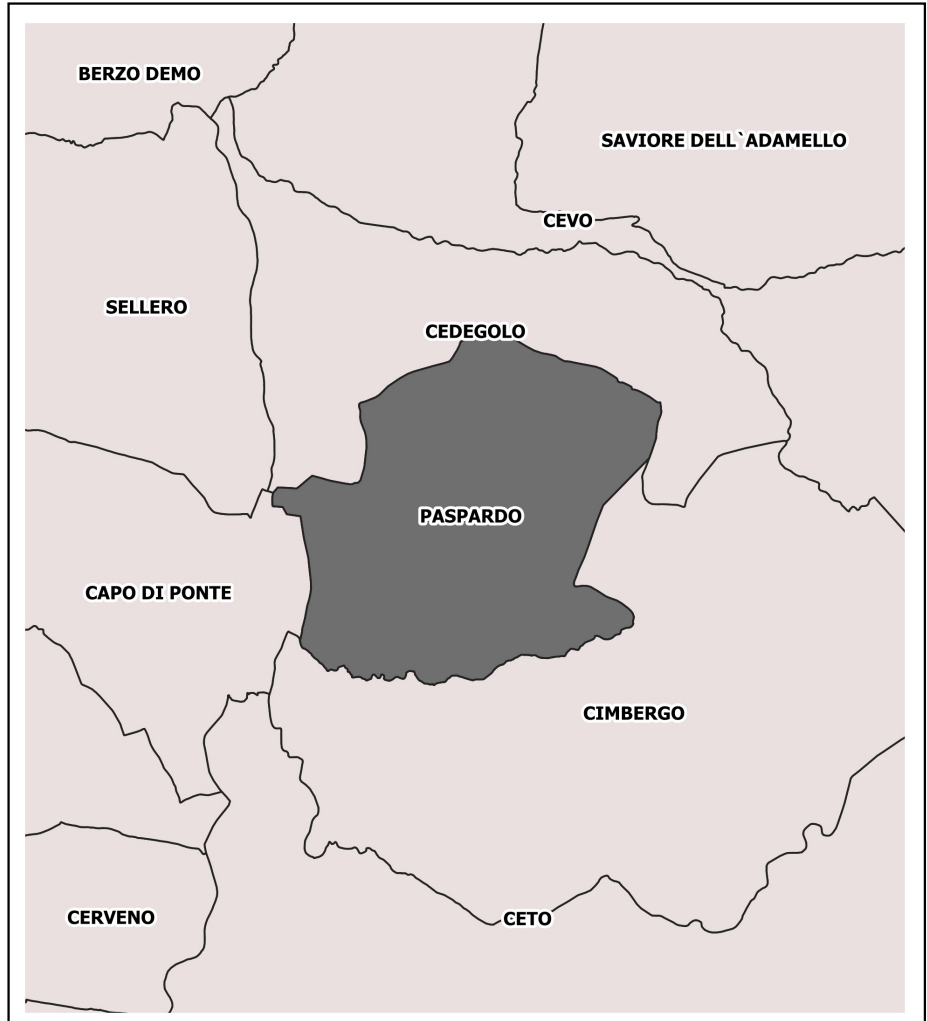 BERZO DEMO
SAVIORE DELL`ADAMELLO
CEVO
SELLERO
CEDEGOLO
PASPARDO
CAPO DI PONTE
CIMBERGO
CERVENO
CETO